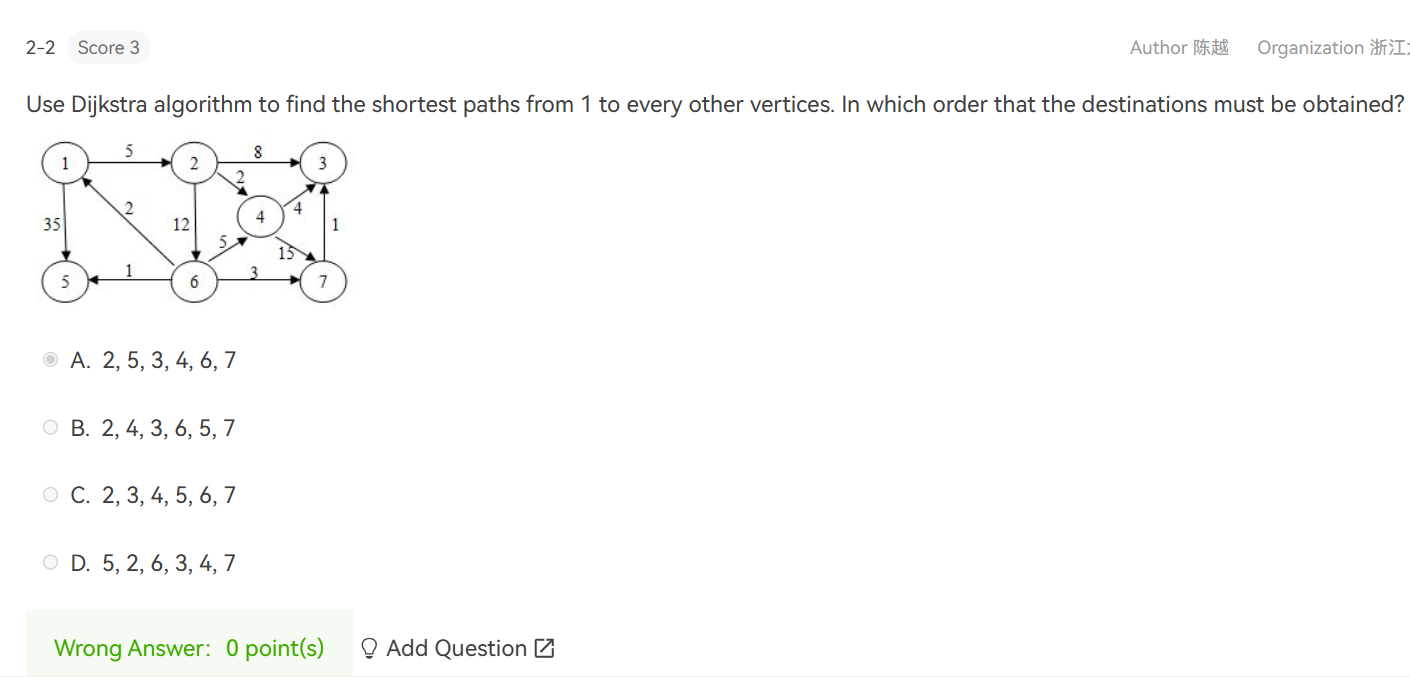 2-2 Score 3 Author 陈越 Organization 浙江
Use Dijkstra algorithm to find the shortest paths from 1 to every other vertices. In which order that the destinations must be obtained?
5 8
1 2 3
2
2 4 4
35 12 1
5 15
1 3
5 6 7
A. 2, 5, 3, 4, 6, 7
B. 2, 4, 3, 6, 5, 7
C. 2, 3, 4, 5, 6, 7
D. 5, 2, 6, 3, 4, 7
Wrong Answer: 0 point(s) Add Question